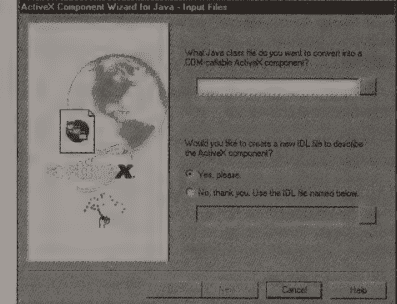 ActiveX Component Wizard for Java - Input Files
What Java class file do you want to convert into a
COM-callable ActiveX component?
Would you like to create a new IDL file to describe
the ActiveX component?
Yes, please.
No, thank you. Use the IDL file named below.
Cancel
Help